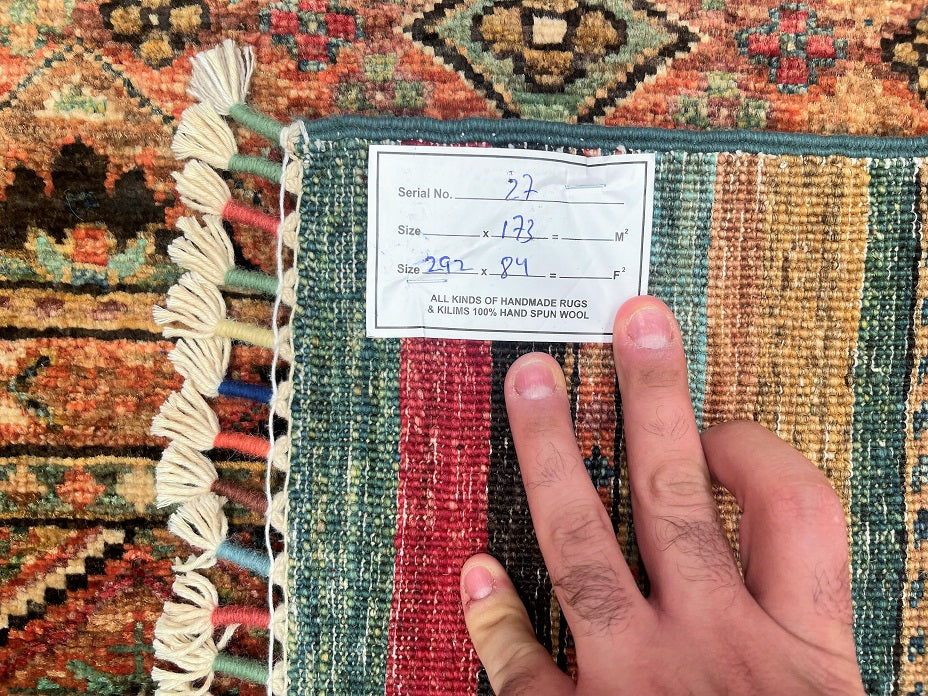 Serial No. 27
Size x 173 = M²
Size 292 x 84 = F²
ALL KINDS OF HANDMADE RUGS
& KILIMS 100% HAND SPUN WOOL